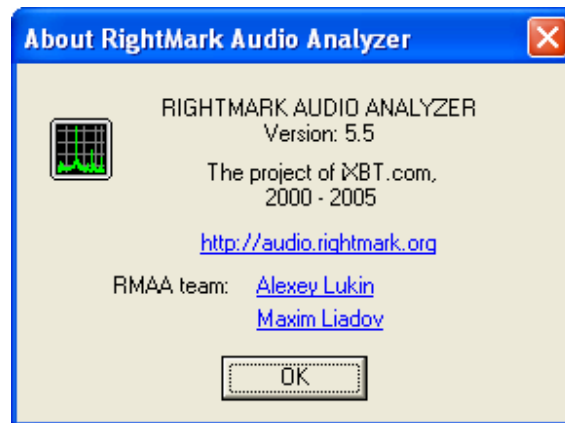 About RightMark Audio Analyzer
RIGHTMARK AUDIO ANALYZER
Version: 5.5
The project of iXBT.com,
2000 - 2005
http://audio.rightmark.org
RMAA team: Alexey Lukin
Maxim Liadov
OK